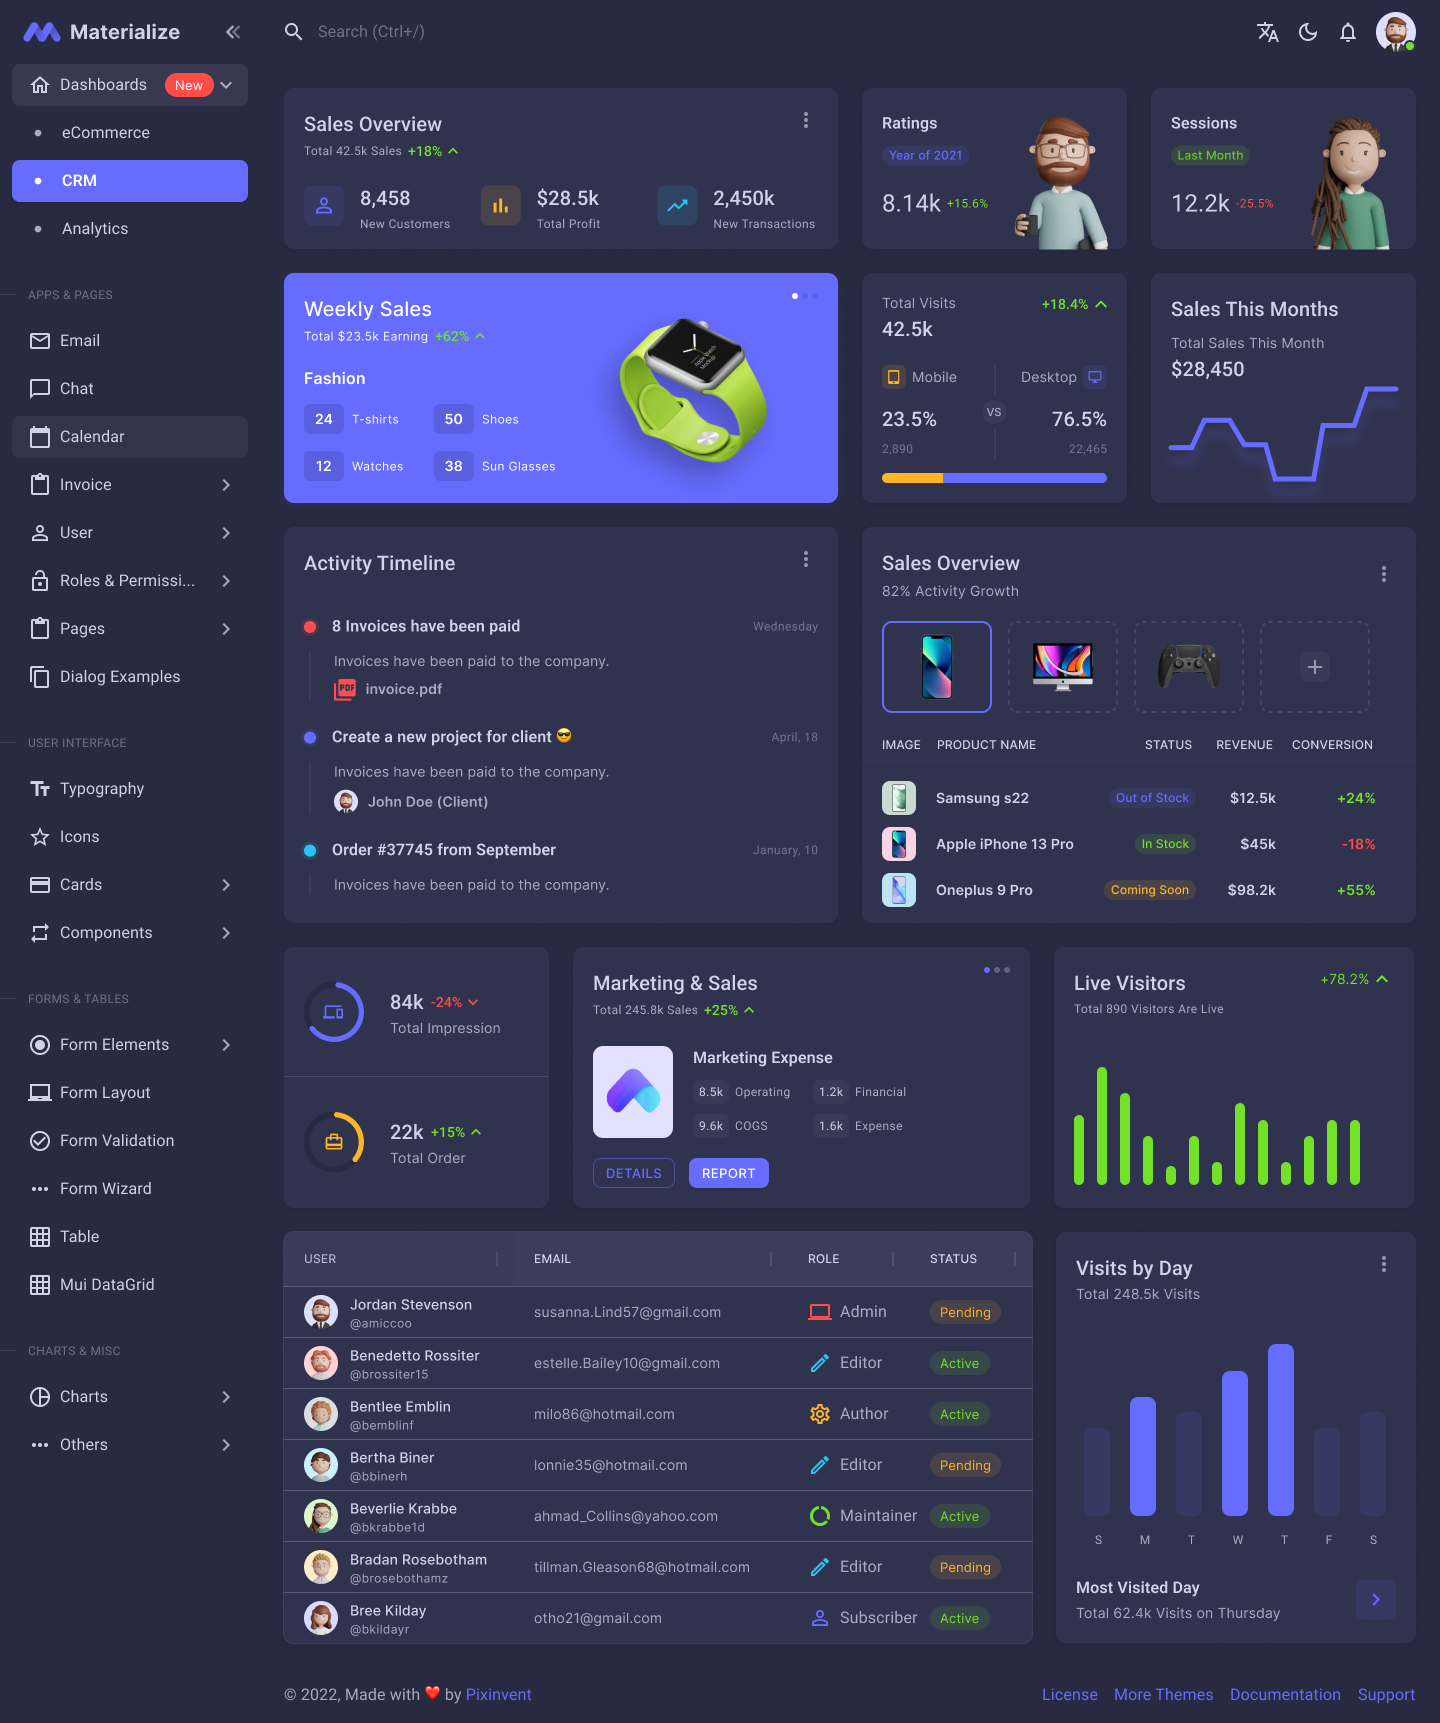 Materialize
Search (Ctrl+/)
Dashboards
New
eCommerce
CRM
Analytics
APPS & PAGES
Email
Chat
Calendar
Invoice
User
Roles & Permissi...
Pages
Dialog Examples
USER INTERFACE
Typography
Icons
Cards
Components
FORMS & TABLES
Form Elements
Form Layout
Form Validation
Form Wizard
Table
Mui DataGrid
CHARTS & MISC
Charts
Others
Sales Overview
Total 42.5k Sales +18%
8,458
New Customers
$28.5k
Total Profit
2,450k
New Transactions
Ratings
Year of 2021
8.14k +15.6%
Sessions
Last Month
12.2k -25.5%
Weekly Sales
Total $23.5k Earning +62%
Fashion
24 T-shirts
50 Shoes
12 Watches
38 Sun Glasses
Apple Watch
Mockup
Total Visits
+18.4%
42.5k
Mobile
Desktop
23.5%
VS
76.5%
2,890
22,465
Sales This Months
Total Sales This Month
$28,450
Activity Timeline
8 Invoices have been paid
Wednesday
Invoices have been paid to the company.
PDF
invoice.pdf
Create a new project for client 😎
April, 18
Invoices have been paid to the company.
John Doe (Client)
Order #37745 from September
January, 10
Invoices have been paid to the company.
Sales Overview
82% Activity Growth
IMAGE PRODUCT NAME STATUS REVENUE CONVERSION
Samsung s22 Out of Stock $12.5k +24%
Apple iPhone 13 Pro In Stock $45k -18%
Oneplus 9 Pro Coming Soon $98.2k +55%
84k -24%
Total Impression
22k +15%
Total Order
Marketing & Sales
Total 245.8k Sales +25%
Marketing Expense
8.5k Operating
1.2k Financial
9.6k COGS
1.6k Expense
DETAILS
REPORT
Live Visitors
+78.2%
Total 890 Visitors Are Live
USER EMAIL ROLE STATUS
Jordan Stevenson
@amiccoo
susanna.Lind57@gmail.com
Admin
Pending
Benedetto Rossiter
@brossiter15
estelle.Bailey10@gmail.com
Editor
Active
Bentlee Emblin
@bemblinf
milo86@hotmail.com
Author
Active
Bertha Biner
@bbinerh
lonnie35@hotmail.com
Editor
Pending
Beverlie Krabbe
@bkrabbe1d
ahmad_Collins@yahoo.com
Maintainer
Active
Bradan Rosebotham
@brosebothamz
tillman.Gleason68@hotmail.com
Editor
Pending
Bree Kilday
@bkildayr
otho21@gmail.com
Subscriber
Active
Visits by Day
Total 248.5k Visits
S M T W T F S
Most Visited Day
Total 62.4k Visits on Thursday
© 2022, Made with ❤️ by Pixinvent
License
More Themes
Documentation
Support